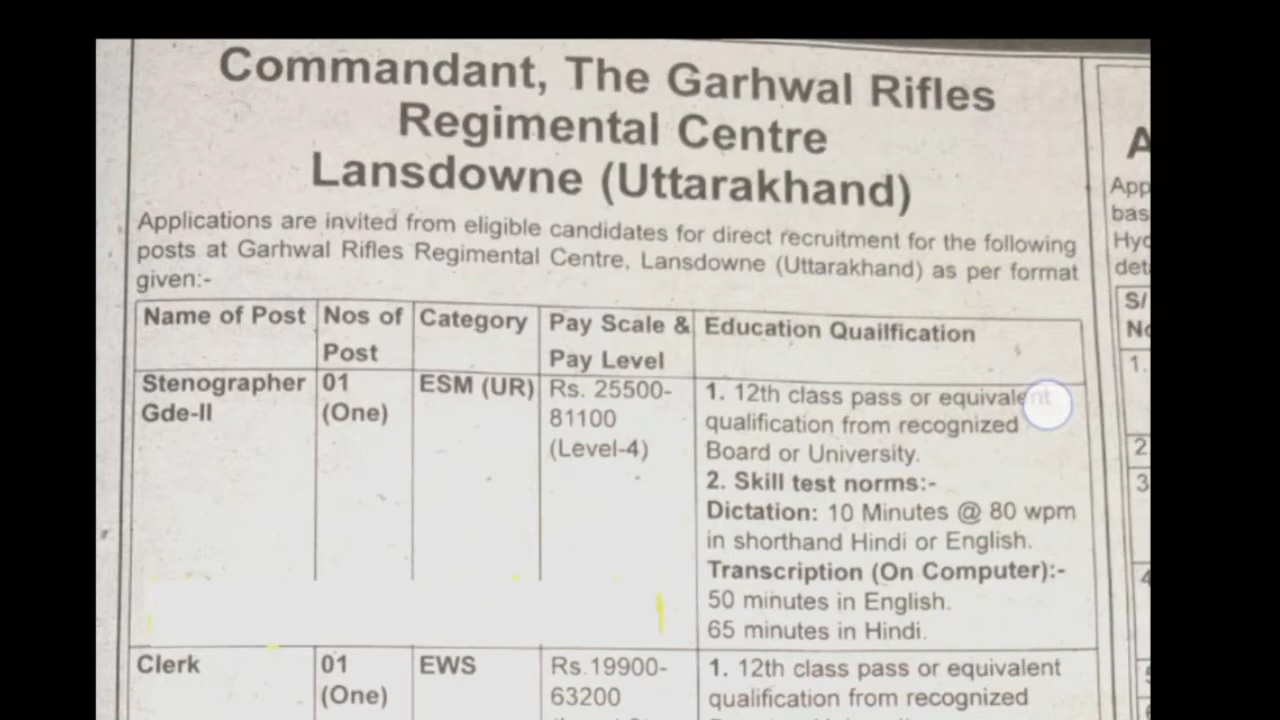 Commandant, The Garhwal Rifles
Regimental Centre
Lansdowne (Uttarakhand)
Applications are invited from eligible candidates for direct recruitment for the following
posts at Garhwal Rifles Regimental Centre, Lansdowne (Uttarakhand) as per format
given:-
Name of Post
Nos of
Post
Category
Pay Scale &
Pay Level
Education Quailfication
Stenographer
Gde-II
01
(One)
ESM (UR)
Rs. 25500-
81100
(Level-4)
1. 12th class pass or equivalent
qualification from recognized
Board or University.
2. Skill test norms:-
Dictation: 10 Minutes @ 80 wpm
in shorthand Hindi or English.
Transcription (On Computer):-
50 minutes in English.
65 minutes in Hindi.
Clerk
01
(One)
EWS
Rs.19900-
63200
1. 12th class pass or equivalent
qualification from recognized
A
App
bas
Hyd
deta
S/
No
1.
2
3
4